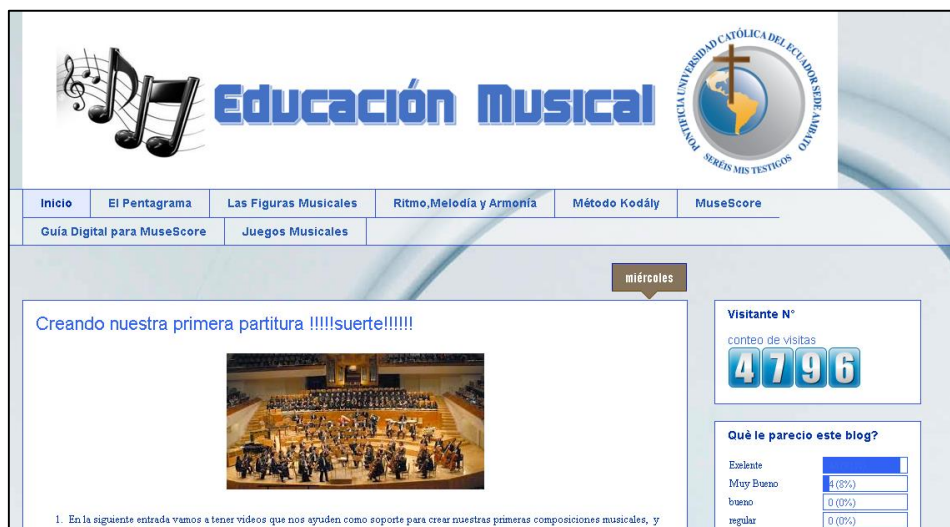 Educación Musical
PONTIFICIA UNIVERSIDAD CATÓLICA DEL ECUADOR SEDE AMBATO
SERÉIS MIS TESTIGOS
Inicio El Pentagrama Las Figuras Musicales Ritmo,Melodía y Armonía Método Kodály MuseScore
Guía Digital para MuseScore Juegos Musicales
miércoles
Creando nuestra primera partitura !!!!!suerte!!!!!!
1. En la siguiente entrada vamos a tener videos que nos ayuden como soporte para crear nuestras primeras composiciones musicales, y
Visitante N°
conteo de visitas
4796
Què le parecio este blog?
Exelente
Muy Bueno 4 (8%)
bueno 0 (0%)
regular 0 (0%)